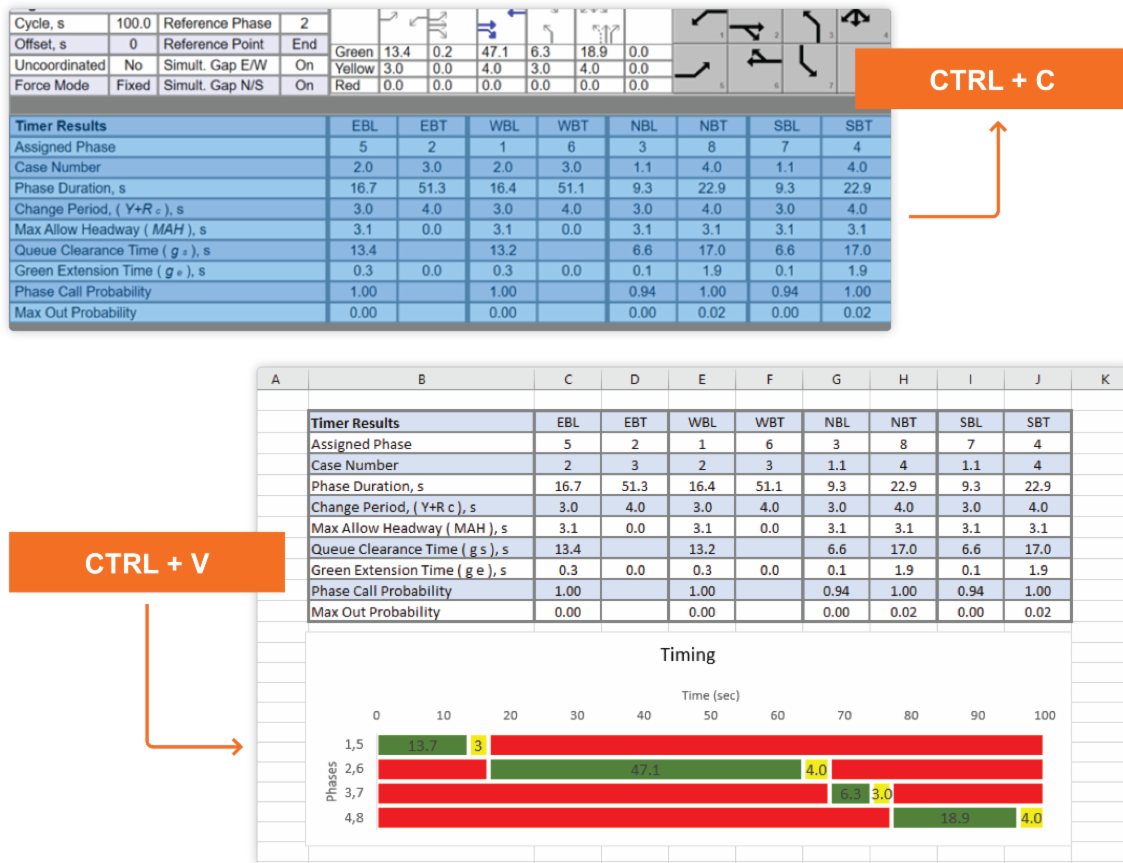 Cycle, s 100.0 Reference Phase 2
Offset, s 0 Reference Point End
Uncoordinated No Simult. Gap E/W On
Force Mode Fixed Simult. Gap N/S On
Green 13.4 0.2 47.1 6.3 18.9 0.0
Yellow 3.0 0.0 4.0 3.0 4.0 0.0
Red 0.0 0.0 0.0 0.0 0.0 0.0
1 2 3 4
5 6 7
CTRL + C
Timer Results EBL EBT WBL WBT NBL NBT SBL SBT
Assigned Phase 5 2 1 6 3 8 7 4
Case Number 2.0 3.0 2.0 3.0 1.1 4.0 1.1 4.0
Phase Duration, s 16.7 51.3 16.4 51.1 9.3 22.9 9.3 22.9
Change Period, ( Y+R c ), s 3.0 4.0 3.0 4.0 3.0 4.0 3.0 4.0
Max Allow Headway ( MAH ), s 3.1 0.0 3.1 0.0 3.1 3.1 3.1 3.1
Queue Clearance Time ( g s ), s 13.4 13.2 6.6 17.0 6.6 17.0
Green Extension Time ( g e ), s 0.3 0.0 0.3 0.0 0.1 1.9 0.1 1.9
Phase Call Probability 1.00 1.00 0.94 1.00 0.94 1.00
Max Out Probability 0.00 0.00 0.00 0.02 0.00 0.02
A B C D E F G H I J K
Timer Results EBL EBT WBL WBT NBL NBT SBL SBT
Assigned Phase 5 2 1 6 3 8 7 4
Case Number 2 3 2 3 1.1 4 1.1 4
Phase Duration, s 16.7 51.3 16.4 51.1 9.3 22.9 9.3 22.9
Change Period, ( Y+R c ), s 3.0 4.0 3.0 4.0 3.0 4.0 3.0 4.0
Max Allow Headway ( MAH ), s 3.1 0.0 3.1 0.0 3.1 3.1 3.1 3.1
Queue Clearance Time ( g s ), s 13.4 13.2 6.6 17.0 6.6 17.0
Green Extension Time ( g e ), s 0.3 0.0 0.3 0.0 0.1 1.9 0.1 1.9
Phase Call Probability 1.00 1.00 0.94 1.00 0.94 1.00
Max Out Probability 0.00 0.00 0.00 0.02 0.00 0.02
CTRL + V
Timing
Time (sec)
0 10 20 30 40 50 60 70 80 90 100
Phases
1,5 13.7 3
2,6 47.1 4.0
3,7 6.3 3.0
4,8 18.9 4.0